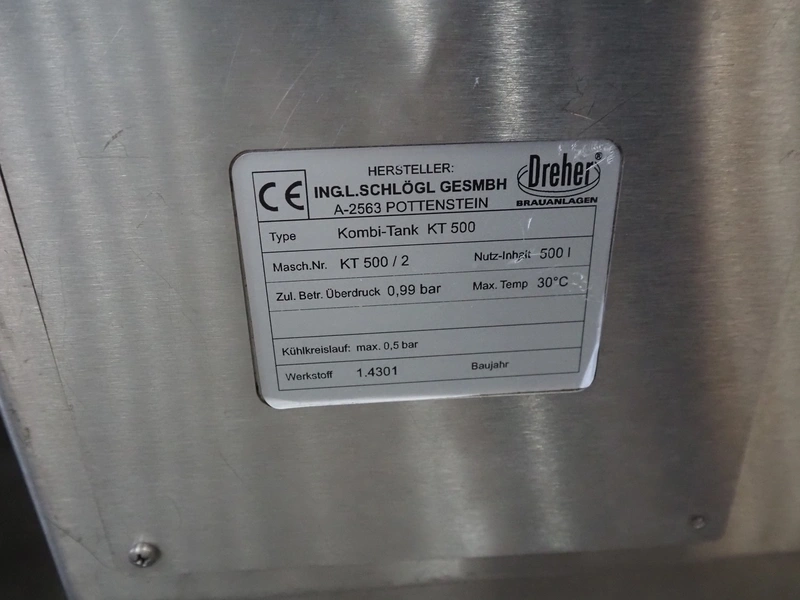 CE
HERSTELLER:
ING.L.SCHLÖGL GESMBH
A-2563 POTTENSTEIN
Dreher®
BRAUANLAGEN
Type Kombi-Tank KT 500
Masch.Nr. KT 500 / 2 Nutz-Inhalt 500 l
Zul. Betr. Überdruck 0,99 bar Max. Temp 30°C
Kühlkreislauf: max. 0,5 bar
Werkstoff 1.4301 Baujahr